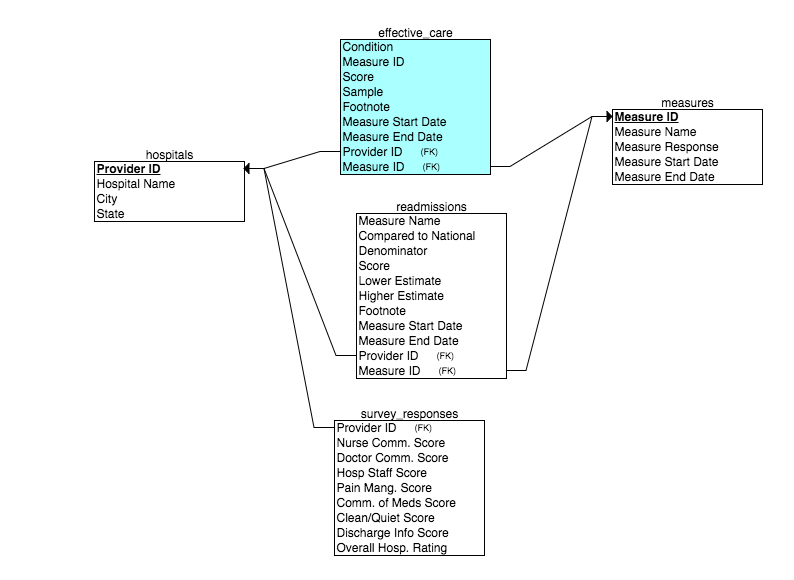 effective_care
Condition
Measure ID
Score
Sample
Footnote
Measure Start Date
Measure End Date
Provider ID (FK)
Measure ID (FK)
measures
Measure ID
Measure Name
Measure Response
Measure Start Date
Measure End Date
hospitals
Provider ID
Hospital Name
City
State
readmissions
Measure Name
Compared to National
Denominator
Score
Lower Estimate
Higher Estimate
Footnote
Measure Start Date
Measure End Date
Provider ID (FK)
Measure ID (FK)
survey_responses
Provider ID (FK)
Nurse Comm. Score
Doctor Comm. Score
Hosp Staff Score
Pain Mang. Score
Comm. of Meds Score
Clean/Quiet Score
Discharge Info Score
Overall Hosp. Rating